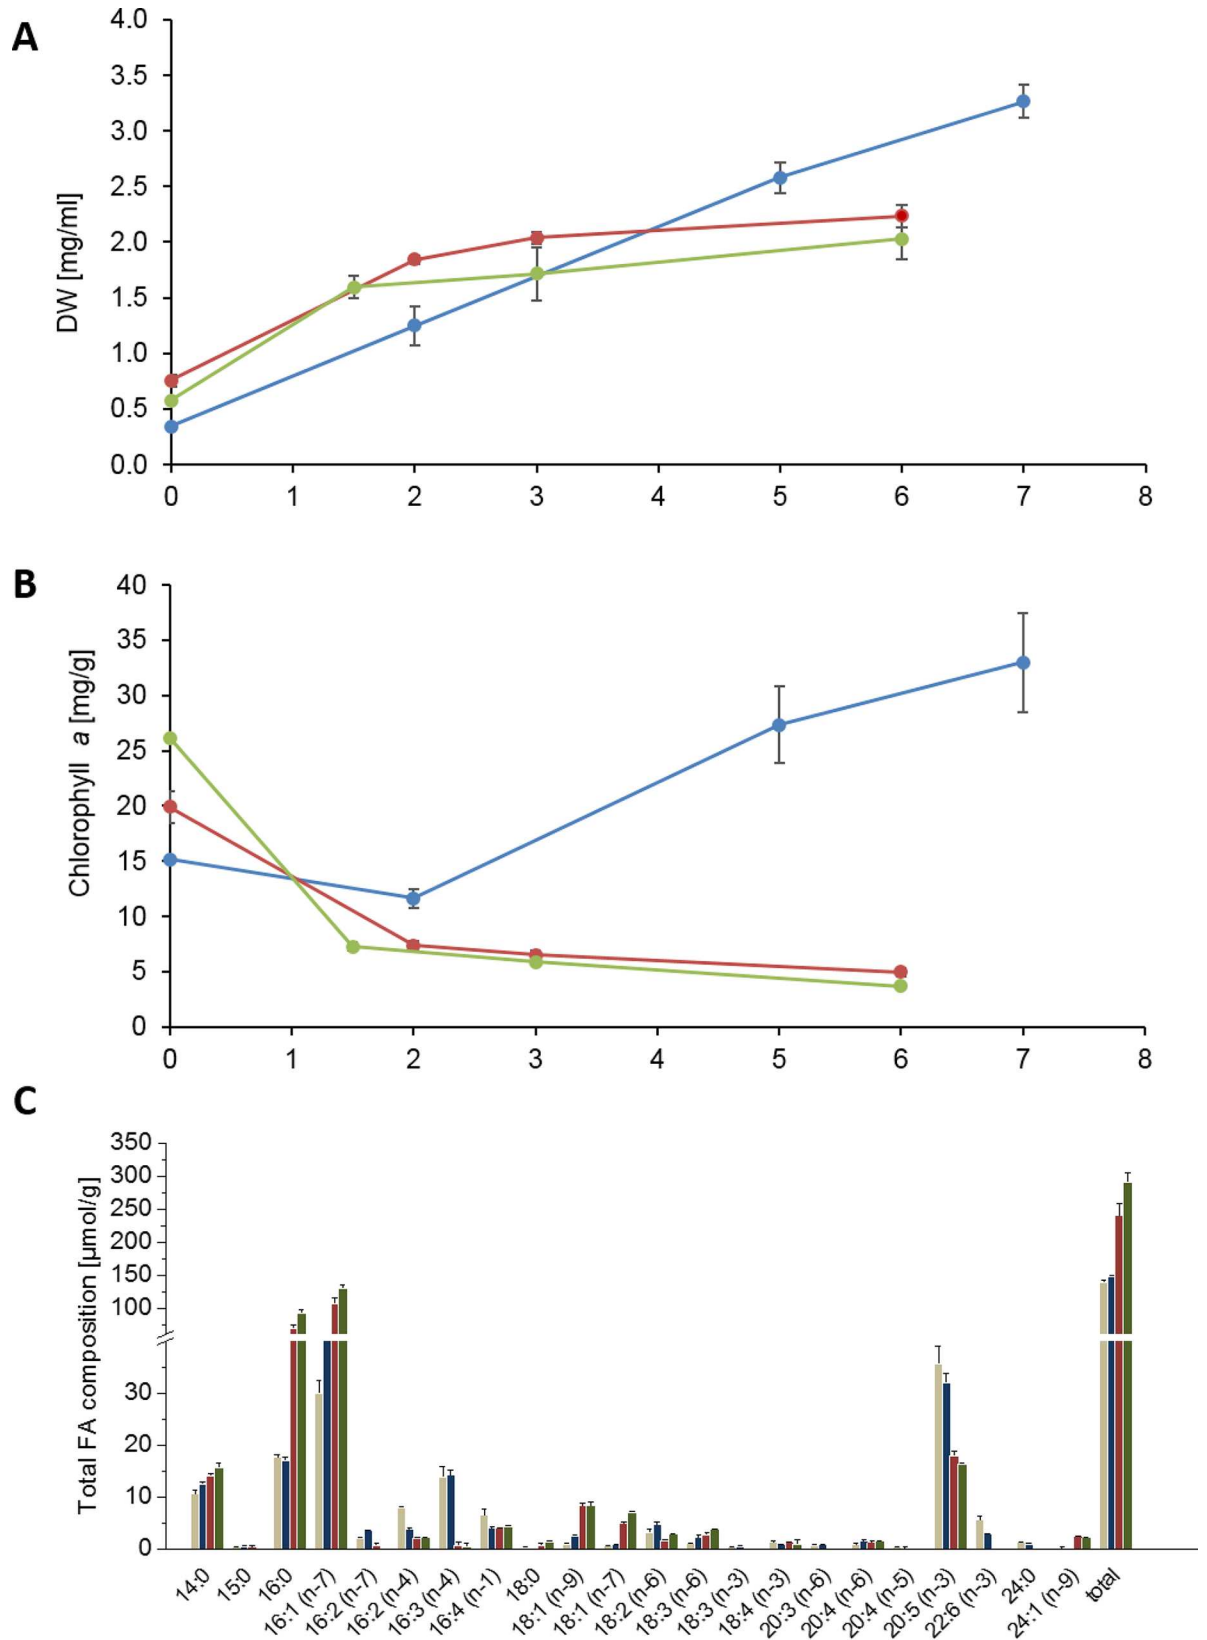 A
4.0
3.5
3.0
2.5
2.0
1.5
1.0
0.5
0.0
DW [mg/ml]
0 1 2 3 4 5 6 7 8
B
40
35
30
25
20
15
10
5
0
Chlorophyll a [mg/g]
0 1 2 3 4 5 6 7 8
C
350
300
250
200
150
100
30
20
10
0
Total FA composition [µmol/g]
14:0
15:0
16:0
16:1 (n-7)
16:2 (n-7)
16:2 (n-4)
16:3 (n-4)
16:4 (n-1)
18:0
18:1 (n-9)
18:1 (n-7)
18:2 (n-6)
18:3 (n-6)
18:3 (n-3)
18:4 (n-3)
20:3 (n-6)
20:4 (n-6)
20:4 (n-5)
20:5 (n-3)
22:6 (n-3)
24:0
24:1 (n-9)
total